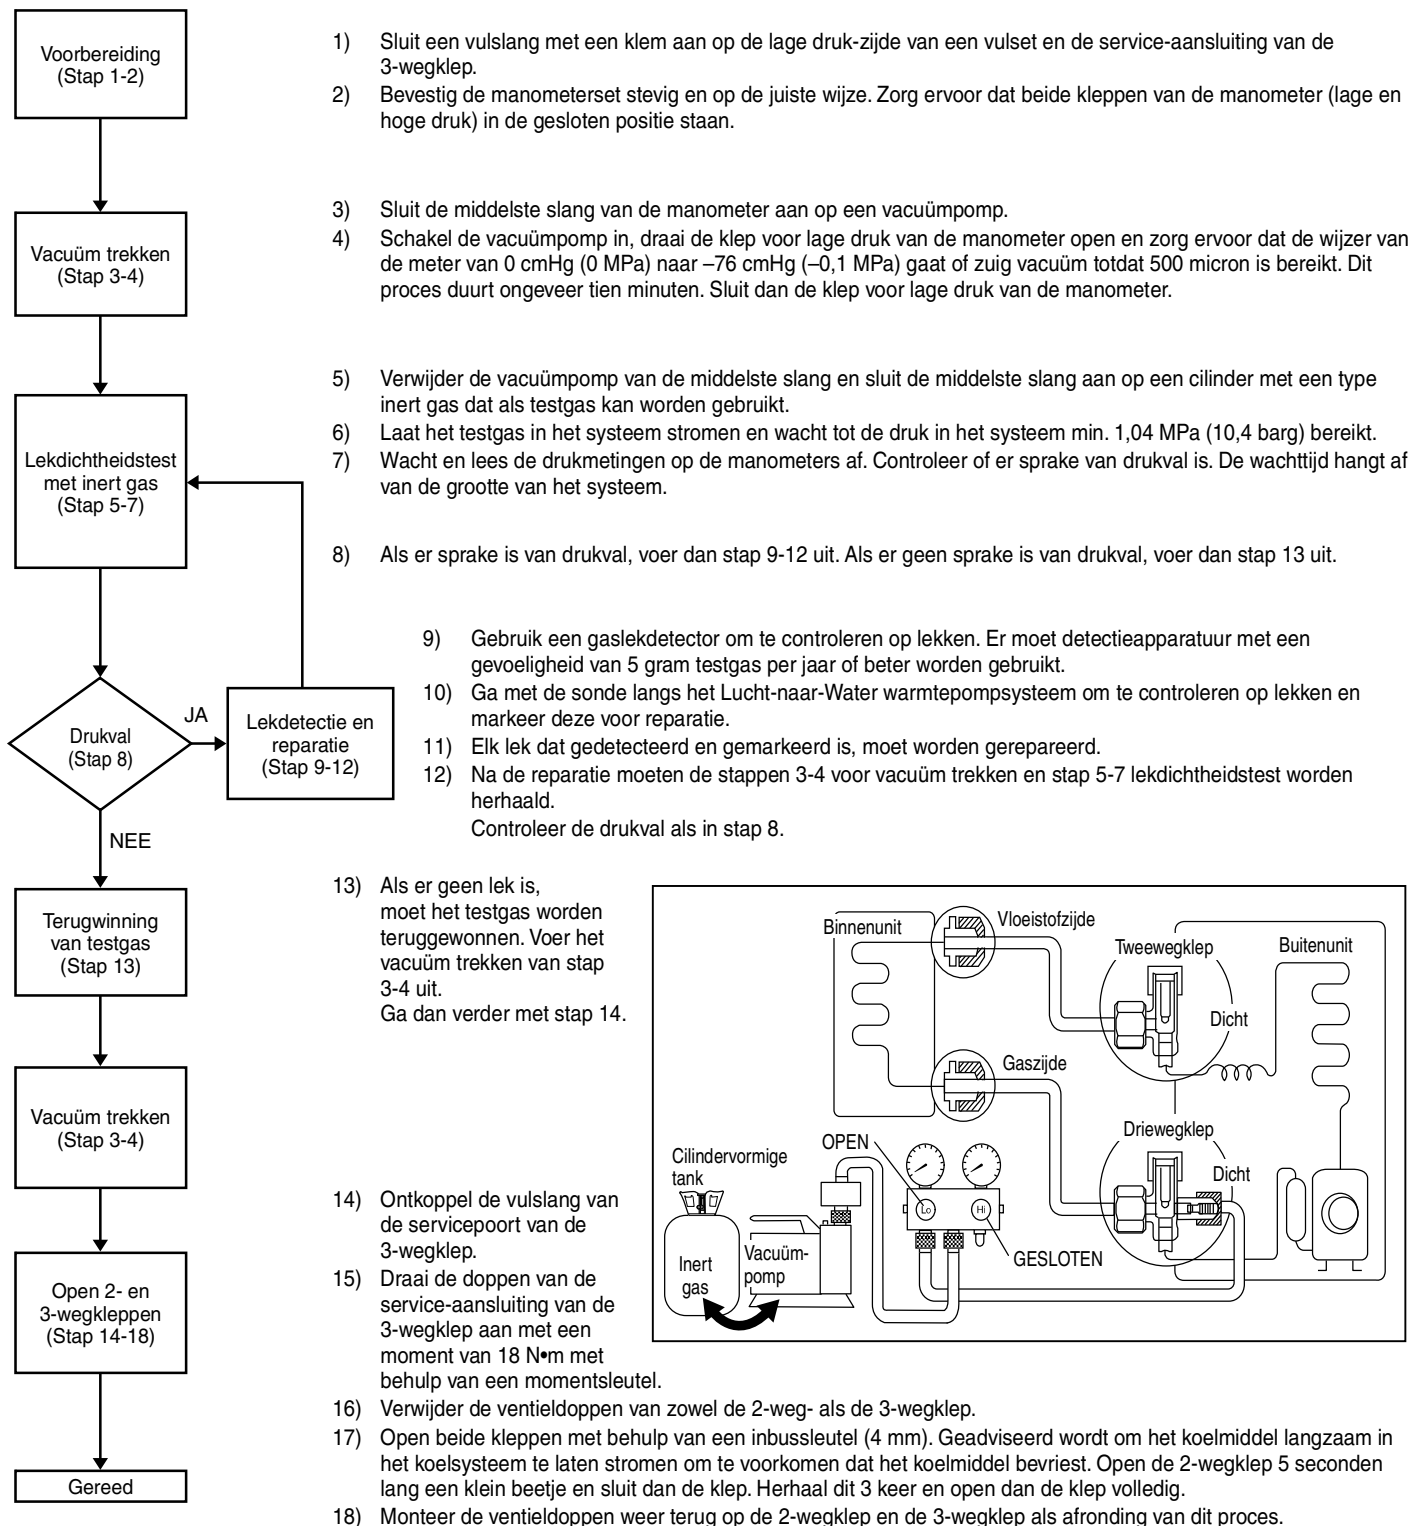 Voorbereiding
(Stap 1-2)
Vacuüm trekken
(Stap 3-4)
Lekdichtheidstest
met inert gas
(Stap 5-7)
Drukval
(Stap 8)
JA
Lekdetectie en
reparatie
(Stap 9-12)
NEE
Terugwinning
van testgas
(Stap 13)
Vacuüm trekken
(Stap 3-4)
Open 2- en
3-wegkleppen
(Stap 14-18)
Gereed
1) Sluit een vulslang met een klem aan op de lage druk-zijde van een vulset en de service-aansluiting van de
3-wegklep.
2) Bevestig de manometerset stevig en op de juiste wijze. Zorg ervoor dat beide kleppen van de manometer (lage en
hoge druk) in de gesloten positie staan.
3) Sluit de middelste slang van de manometer aan op een vacuümpomp.
4) Schakel de vacuümpomp in, draai de klep voor lage druk van de manometer open en zorg ervoor dat de wijzer van
de meter van 0 cmHg (0 MPa) naar –76 cmHg (–0,1 MPa) gaat of zuig vacuüm totdat 500 micron is bereikt. Dit
proces duurt ongeveer tien minuten. Sluit dan de klep voor lage druk van de manometer.
5) Verwijder de vacuümpomp van de middelste slang en sluit de middelste slang aan op een cilinder met een type
inert gas dat als testgas kan worden gebruikt.
6) Laat het testgas in het systeem stromen en wacht tot de druk in het systeem min. 1,04 MPa (10,4 barg) bereikt.
7) Wacht en lees de drukmetingen op de manometers af. Controleer of er sprake van drukval is. De wachttijd hangt af
van de grootte van het systeem.
8) Als er sprake is van drukval, voer dan stap 9-12 uit. Als er geen sprake is van drukval, voer dan stap 13 uit.
9) Gebruik een gaslekdetector om te controleren op lekken. Er moet detectieapparatuur met een
gevoeligheid van 5 gram testgas per jaar of beter worden gebruikt.
10) Ga met de sonde langs het Lucht-naar-Water warmtepompsysteem om te controleren op lekken en
markeer deze voor reparatie.
11) Elk lek dat gedetecteerd en gemarkeerd is, moet worden gerepareerd.
12) Na de reparatie moeten de stappen 3-4 voor vacuüm trekken en stap 5-7 lekdichtheidstest worden
herhaald.
Controleer de drukval als in stap 8.
13) Als er geen lek is,
moet het testgas worden
teruggewonnen. Voer het
vacuüm trekken van stap
3-4 uit.
Ga dan verder met stap 14.
14) Ontkoppel de vulslang van
de servicepoort van de
3-wegklep.
15) Draai de doppen van de
service-aansluiting van de
3-wegklep aan met een
moment van 18 N•m met
behulp van een momentsleutel.
16) Verwijder de ventieldoppen van zowel de 2-weg- als de 3-wegklep.
17) Open beide kleppen met behulp van een inbussleutel (4 mm). Geadviseerd wordt om het koelmiddel langzaam in
het koelsysteem te laten stromen om te voorkomen dat het koelmiddel bevriest. Open de 2-wegklep 5 seconden
lang een klein beetje en sluit dan de klep. Herhaal dit 3 keer en open dan de klep volledig.
18) Monteer de ventieldoppen weer terug op de 2-wegklep en de 3-wegklep als afronding van dit proces.
Binnenunit
Vloeistofzijde
Tweewegklep
Buitenunit
Dicht
Gaszijde
Driewegklep
Dicht
OPEN
Cilindervormige
tank
Lo
Hi
GESLOTEN
Inert
gas
Vacuüm-
pomp